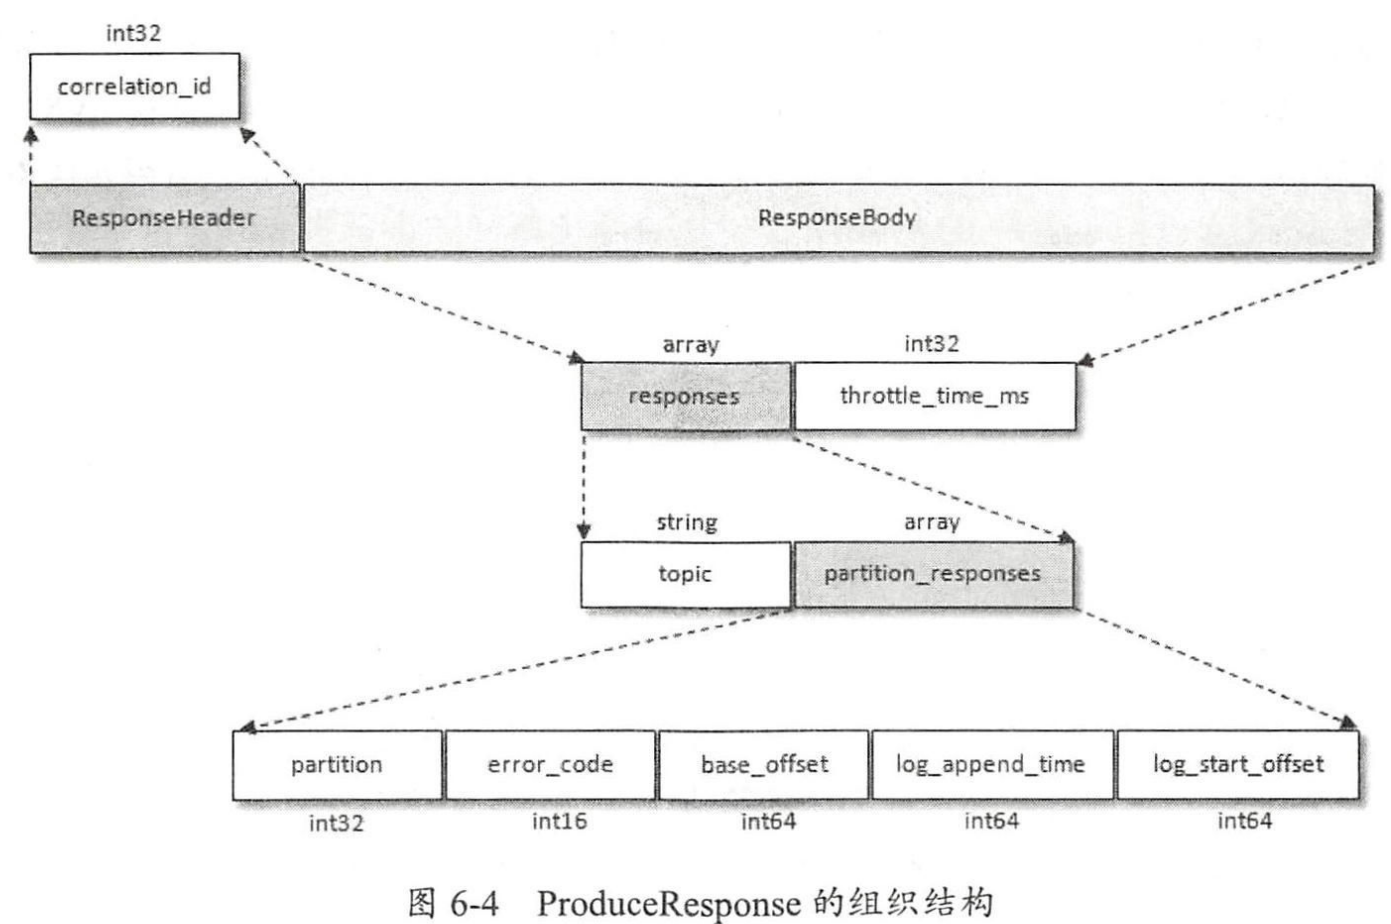 int32
correlation_id
ResponseHeader ResponseBody
array int32
responses throttle_time_ms
string array
topic partition_responses
partition error_code base_offset log_append_time log_start_offset
int32 int16 int64 int64 int64
图 6-4 ProduceResponse 的组织结构